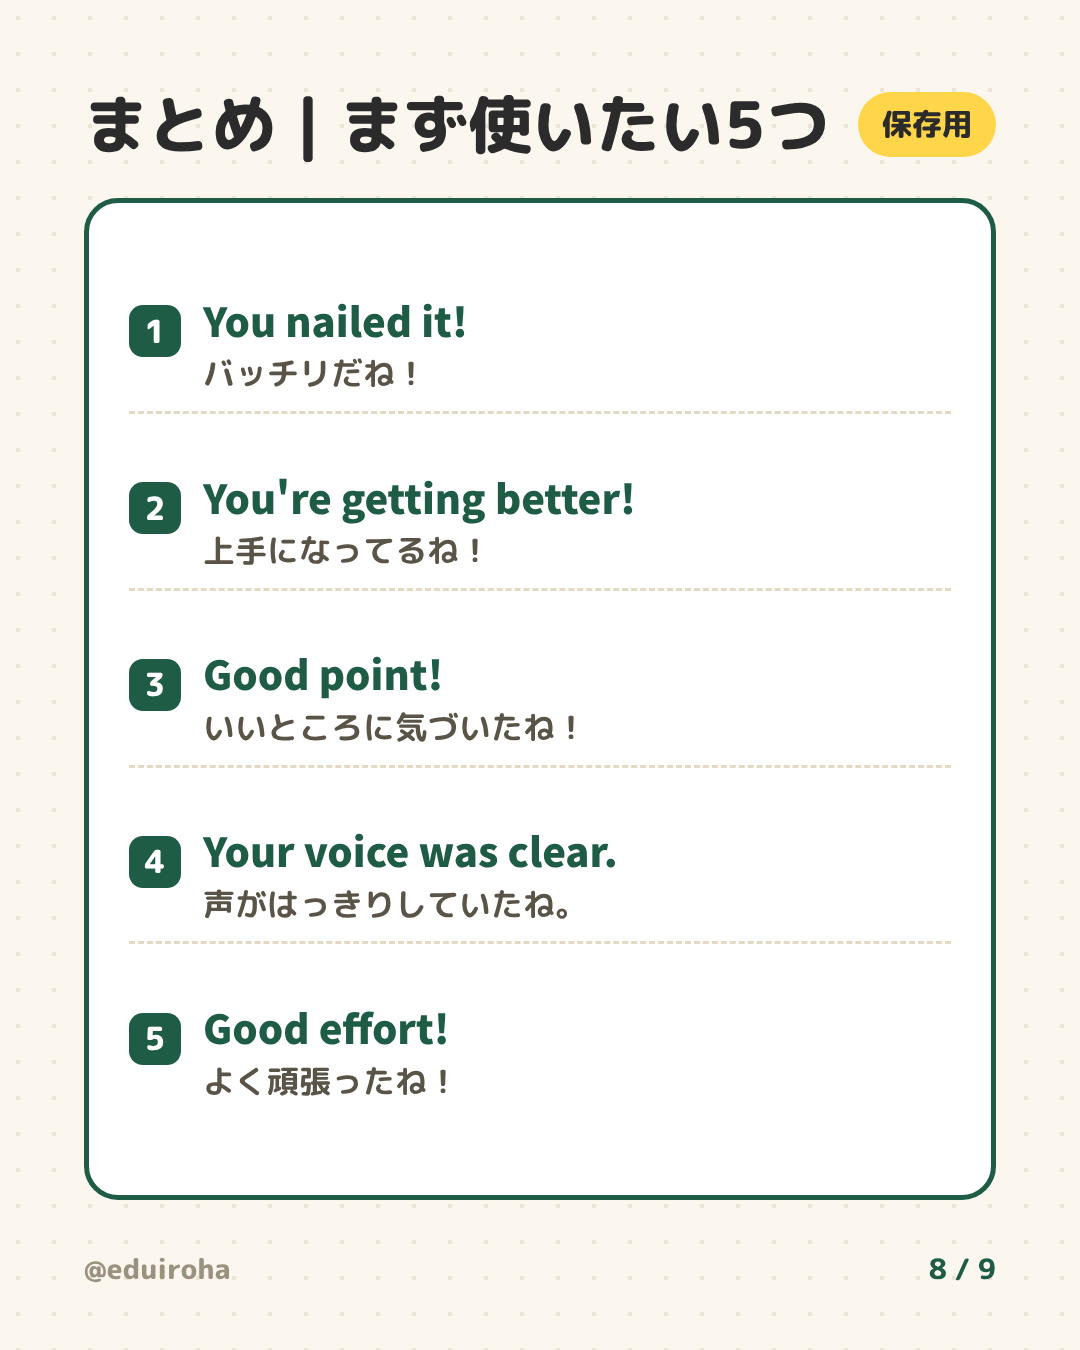 まとめ | まず使いたい5つ 保存用
1 You nailed it!
バッチリだね！
2 You're getting better!
上手になってるね！
3 Good point!
いいところに気づいたね！
4 Your voice was clear.
声がはっきりしていたね。
5 Good effort!
よく頑張ったね！
@eduiroha 8 / 9